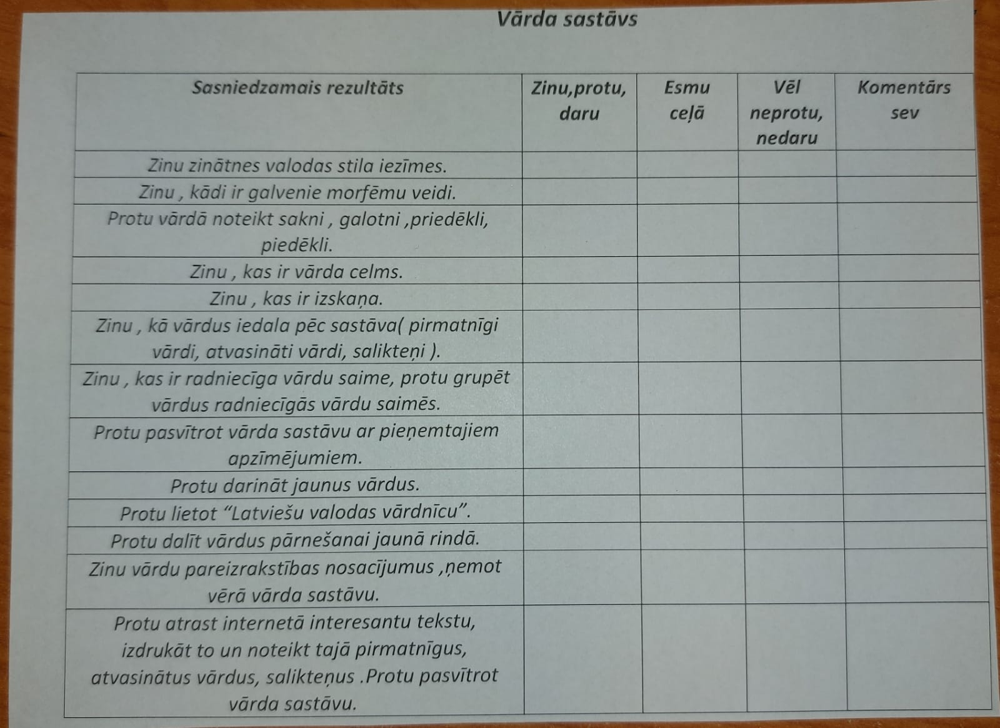 Vārda sastāvs
Sasniedzamais rezultāts
Zinu,protu,
daru
Esmu
ceļā
Vēl
neprotu,
nedaru
Komentārs
sev
Zinu zinātnes valodas stila iezīmes.
Zinu , kādi ir galvenie morfēmu veidi.
Protu vārdā noteikt sakni , galotni ,priedēkli,
piedēkli.
Zinu , kas ir vārda celms.
Zinu , kas ir izskaņa.
Zinu , kā vārdus iedala pēc sastāva( pirmatnīgi
vārdi, atvasināti vārdi, salikteņi ).
Zinu , kas ir radniecīga vārdu saime, protu grupēt
vārdus radniecīgās vārdu saimēs.
Protu pasvītrot vārda sastāvu ar pieņemtajiem
apzīmējumiem.
Protu darināt jaunus vārdus.
Protu lietot “Latviešu valodas vārdnīcu”.
Protu dalīt vārdus pārnešanai jaunā rindā.
Zinu vārdu pareizrakstības nosacījumus ,ņemot
vērā vārda sastāvu.
Protu atrast internetā interesantu tekstu,
izdrukāt to un noteikt tajā pirmatnīgus,
atvasinātus vārdus, salikteņus .Protu pasvītrot
vārda sastāvu.